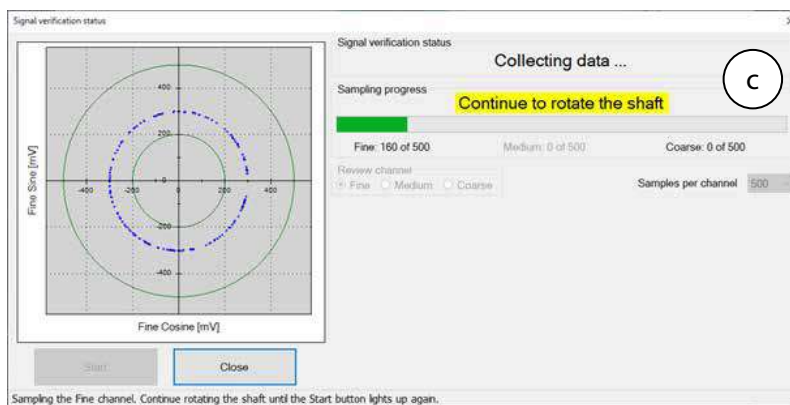 Signal verification status
Signal verification status
Collecting data ...
C
Sampling progress
Continue to rotate the shaft
Fine: 160 of 500 Medium: 0 of 500 Coarse: 0 of 500
Review channel
Fine Medium Coarse
Samples per channel 500
Fine Sine [mV]
400
200
-400 -200 0 200 400
0
-200
-400
Fine Cosine [mV]
Start Close
Sampling the Fine channel. Continue rotating the shaft until the Start button lights up again.